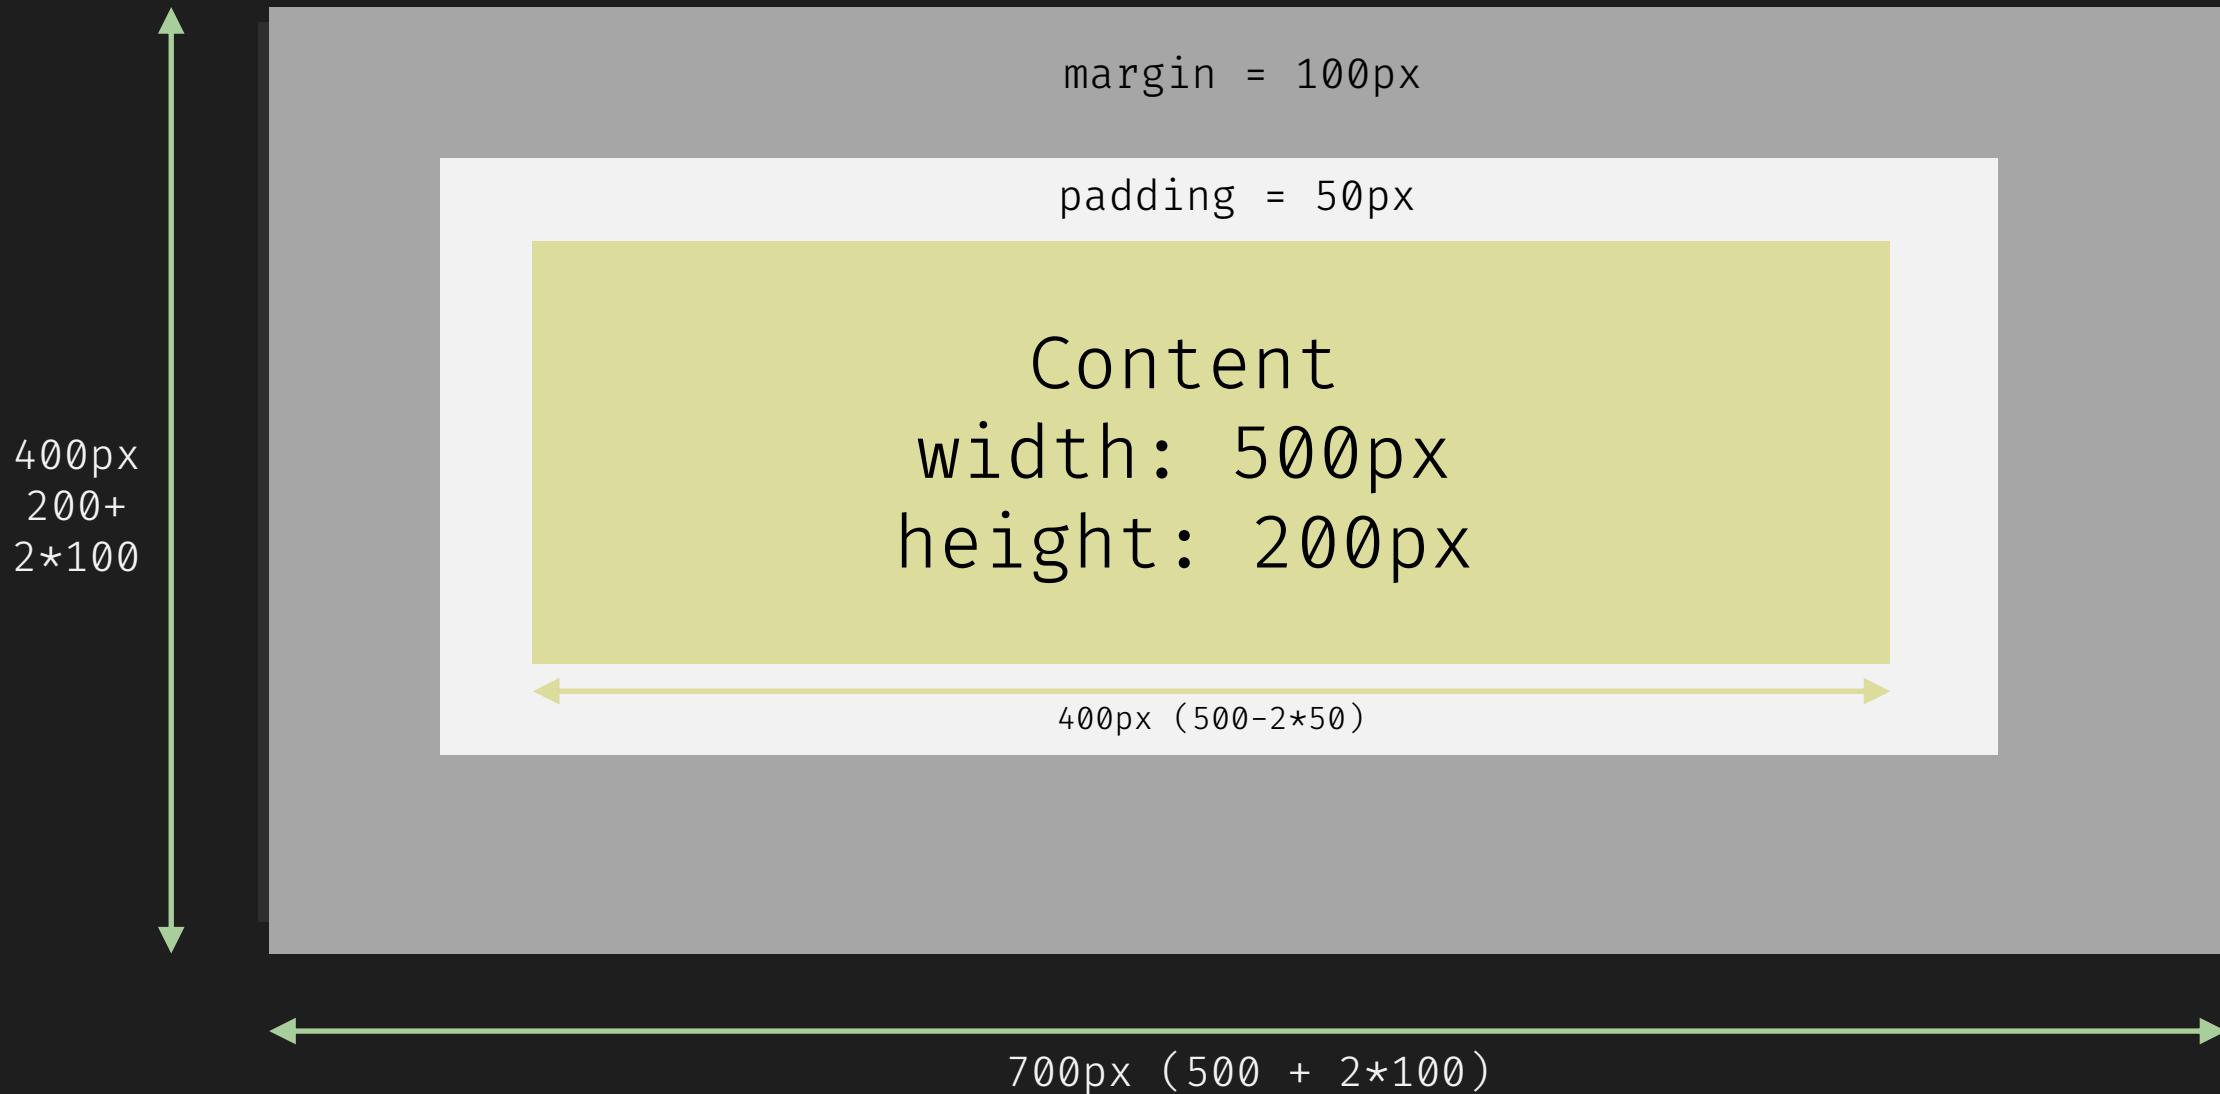 margin = 100px
padding = 50px
Content
width: 500px
height: 200px
400px
200+
2*100
400px (500-2*50)
700px (500 + 2*100)